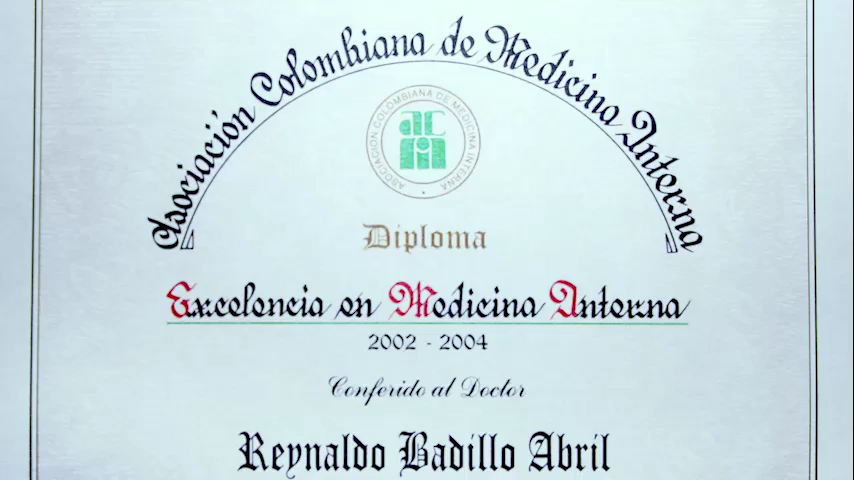 Asociación Colombiana de Medicina Interna
ASOCIACION COLOMBIANA DE MEDICINA INTERNA
acmi
Diploma
Excelencia en Medicina Interna
2002 - 2004
Conferido al Doctor
Reynaldo Badillo Abril